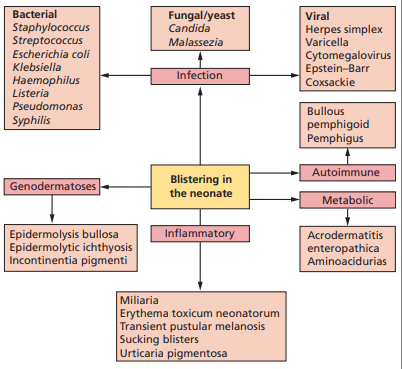 Bacterial
Staphylococcus
Streptococcus
Escherichia coli
Klebsiella
Haemophilus
Listeria
Pseudomonas
Syphilis
Fungal/yeast
Candida
Malassezia
Viral
Herpes simplex
Varicella
Cytomegalovirus
Epstein–Barr
Coxsackie
Infection
Bullous
pemphigoid
Pemphigus
Autoimmune
Blistering in
the neonate
Genodermatoses
Metabolic
Epidermolysis bullosa
Epidermolytic ichthyosis
Incontinentia pigmenti
Inflammatory
Acrodermatitis
enteropathica
Aminoacidurias
Miliaria
Erythema toxicum neonatorum
Transient pustular melanosis
Sucking blisters
Urticaria pigmentosa